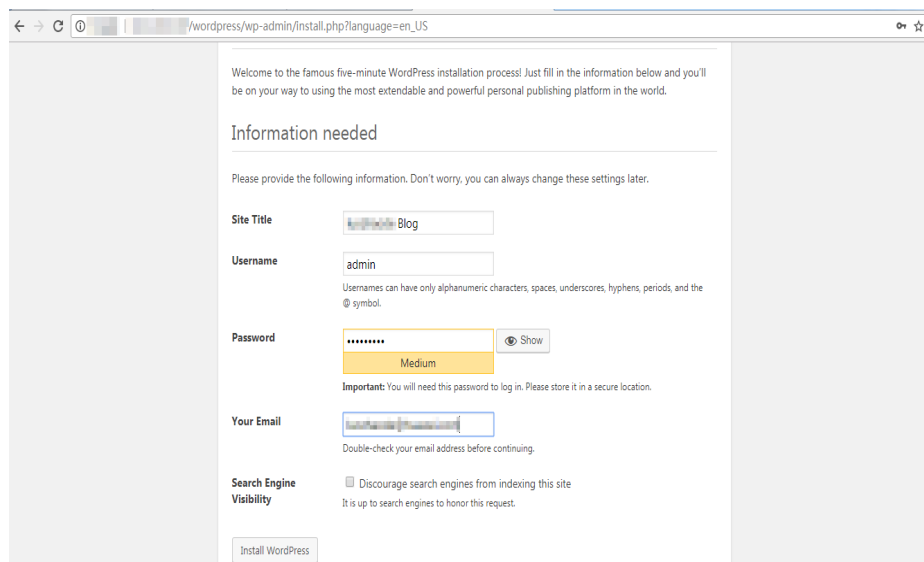 /wordpress/wp-admin/install.php?language=en_US
Welcome to the famous five-minute WordPress installation process! Just fill in the information below and you'll
be on your way to using the most extendable and powerful personal publishing platform in the world.
Information needed
Please provide the following information. Don't worry, you can always change these settings later.
Site Title
Blog
Username
admin
Usernames can have only alphanumeric characters, spaces, underscores, hyphens, periods, and the
@ symbol.
Password
•••••••••
Show
Medium
Important: You will need this password to log in. Please store it in a secure location.
Your Email
Double-check your email address before continuing.
Search Engine
Visibility
Discourage search engines from indexing this site
It is up to search engines to honor this request.
Install WordPress